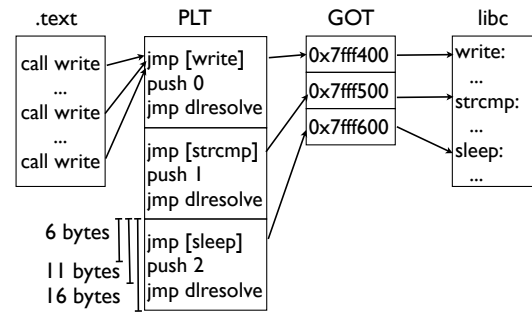 .text
call write
...
call write
...
call write
PLT
jmp [write]
push 0
jmp dlresolve
jmp [strcmp]
push 1
jmp dlresolve
jmp [sleep]
push 2
jmp dlresolve
6 bytes
11 bytes
16 bytes
GOT
0x7fff400
0x7fff500
0x7fff600
libc
write:
...
strcmp:
...
sleep:
...